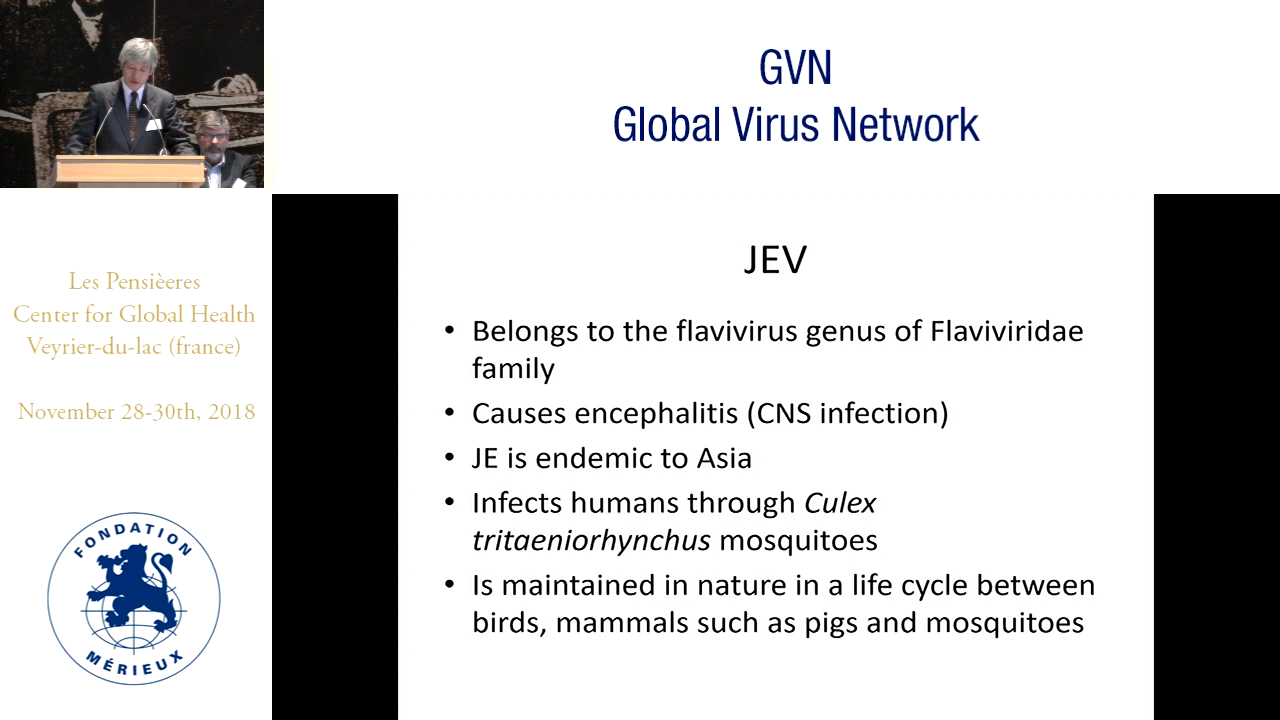 GVN
Global Virus Network
Les Pensièeres
Center for Global Health
Veyrier-du-lac (france)
November 28-30th, 2018
FONDATION
MÉRIEUX
JEV
• Belongs to the flavivirus genus of Flaviviridae
family
• Causes encephalitis (CNS infection)
• JE is endemic to Asia
• Infects humans through Culex
tritaeniorhynchus mosquitoes
• Is maintained in nature in a life cycle between
birds, mammals such as pigs and mosquitoes